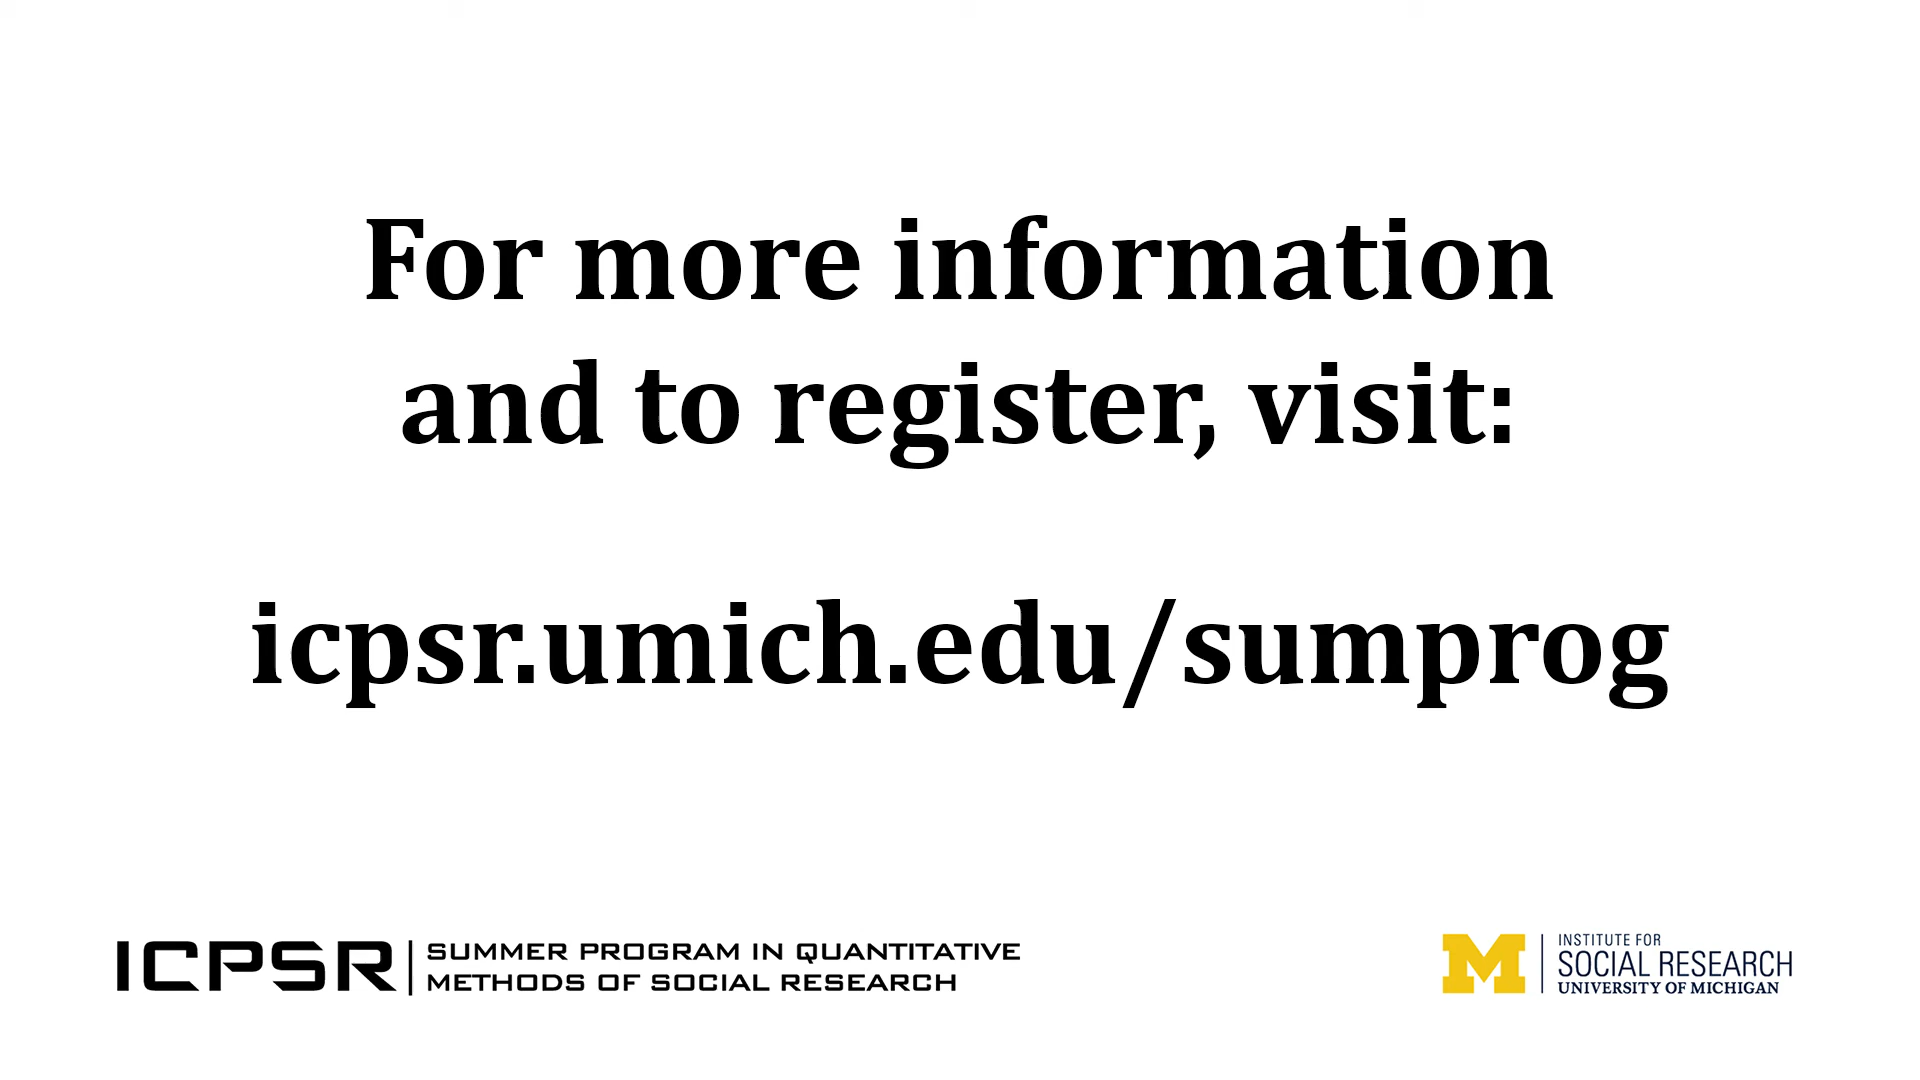 For more information
and to register, visit:
icpsr.umich.edu/sumprog
ICPSR SUMMER PROGRAM IN QUANTITATIVE
METHODS OF SOCIAL RESEARCH
M INSTITUTE FOR
SOCIAL RESEARCH
UNIVERSITY OF MICHIGAN